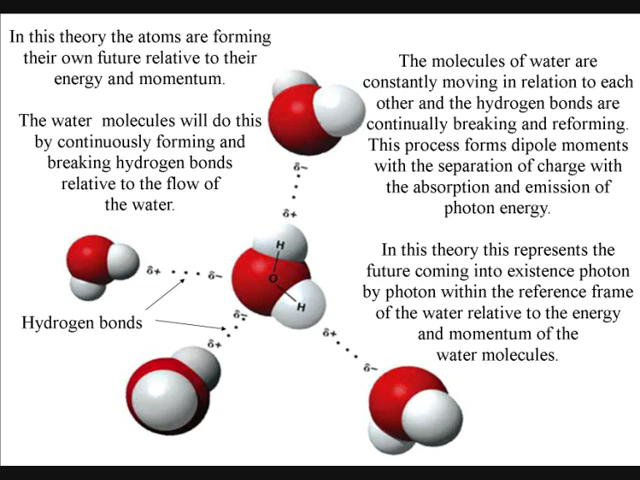 In this theory the atoms are forming
their own future relative to their
energy and momentum.
The water molecules will do this
by continuously forming and
breaking hydrogen bonds
relative to the flow of
the water.
The molecules of water are
constantly moving in relation to each
other and the hydrogen bonds are
continually breaking and reforming.
This process forms dipole moments
with the separation of charge with
the absorption and emission of
photon energy.
In this theory this represents the
future coming into existence photon
by photon within the reference frame
of the water relative to the energy
and momentum of the
water molecules.
δ−
δ+
H
O
H
δ+
δ−
δ−
δ+
δ+
δ−
Hydrogen bonds